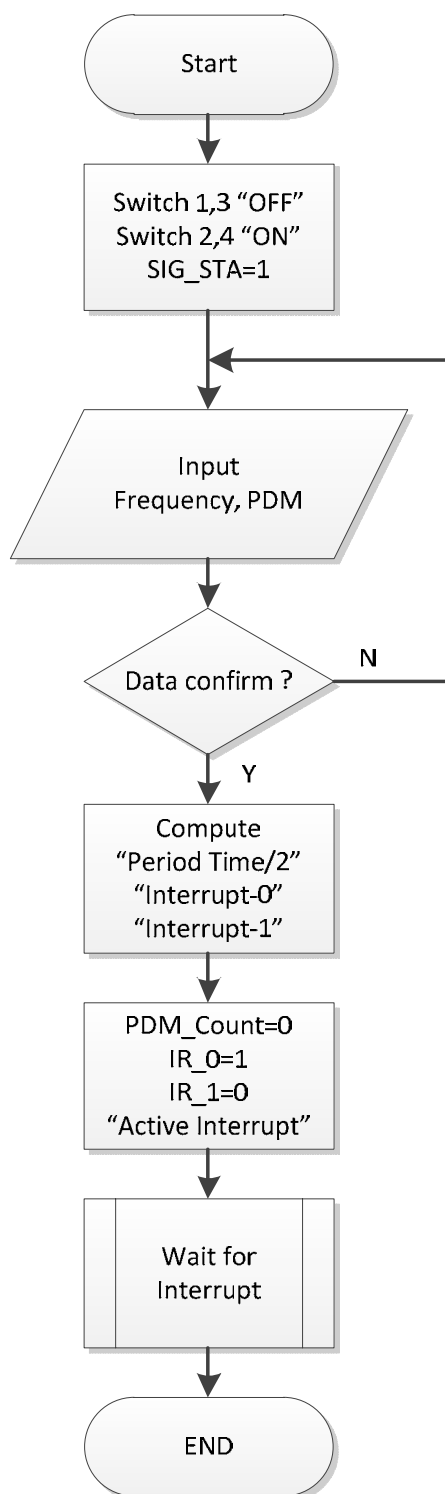 Start
Switch 1,3 “OFF”
Switch 2,4 “ON”
SIG_STA=1
Input
Frequency, PDM
Data confirm ?
N
Y
Compute
“Period Time/2”
“Interrupt-0”
“Interrupt-1”
PDM_Count=0
IR_0=1
IR_1=0
“Active Interrupt”
Wait for
Interrupt
END